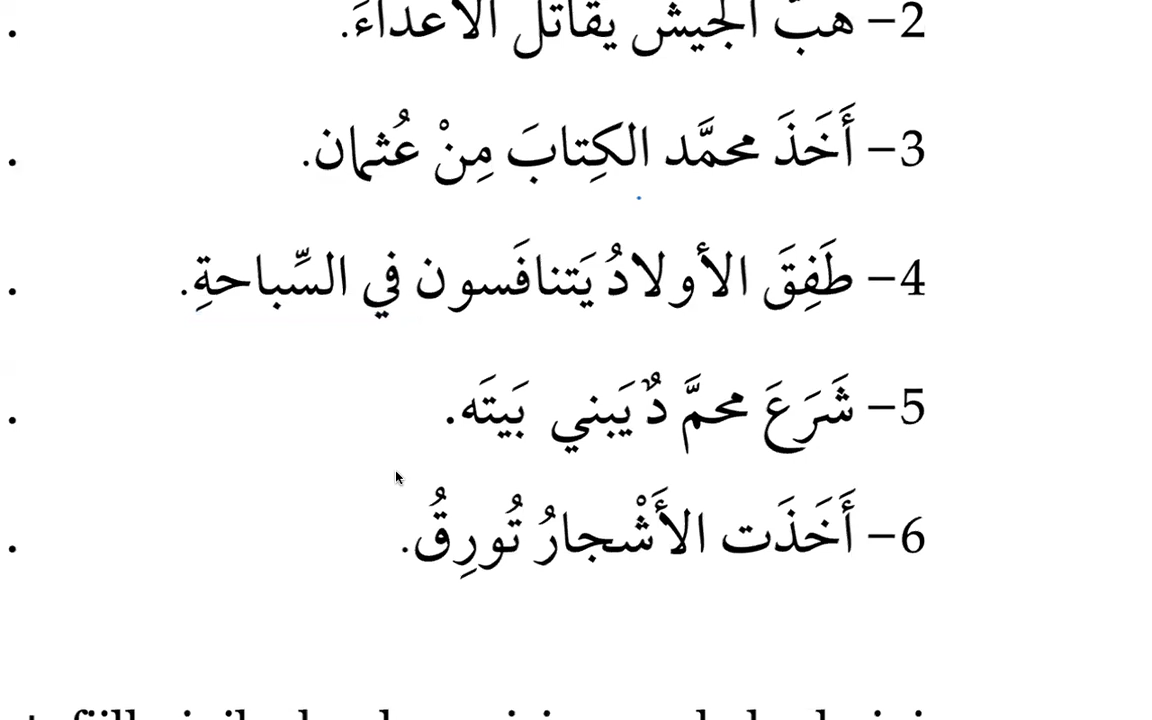 2– هبّ الجيش يقاتل الأعداءَ. .
3– أَخَذَ محمَّد الكِتابَ مِنْ عُثمان. .
4– طَفِقَ الأولادُ يَتنافَسون في السِّباحةِ. .
5– شَرَعَ محمَّدٌ يَبني بَيتَه. .
6– أَخَذَت الأَشْجارُ تُورِقُ. .